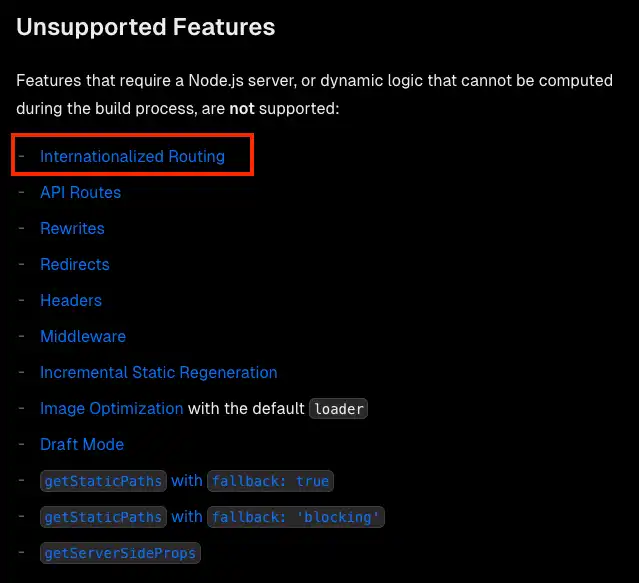 Unsupported Features
Features that require a Node.js server, or dynamic logic that cannot be computed
during the build process, are not supported:
- Internationalized Routing
- API Routes
- Rewrites
- Redirects
- Headers
- Middleware
- Incremental Static Regeneration
- Image Optimization with the default loader
- Draft Mode
- getStaticPaths with fallback: true
- getStaticPaths with fallback: 'blocking'
- getServerSideProps